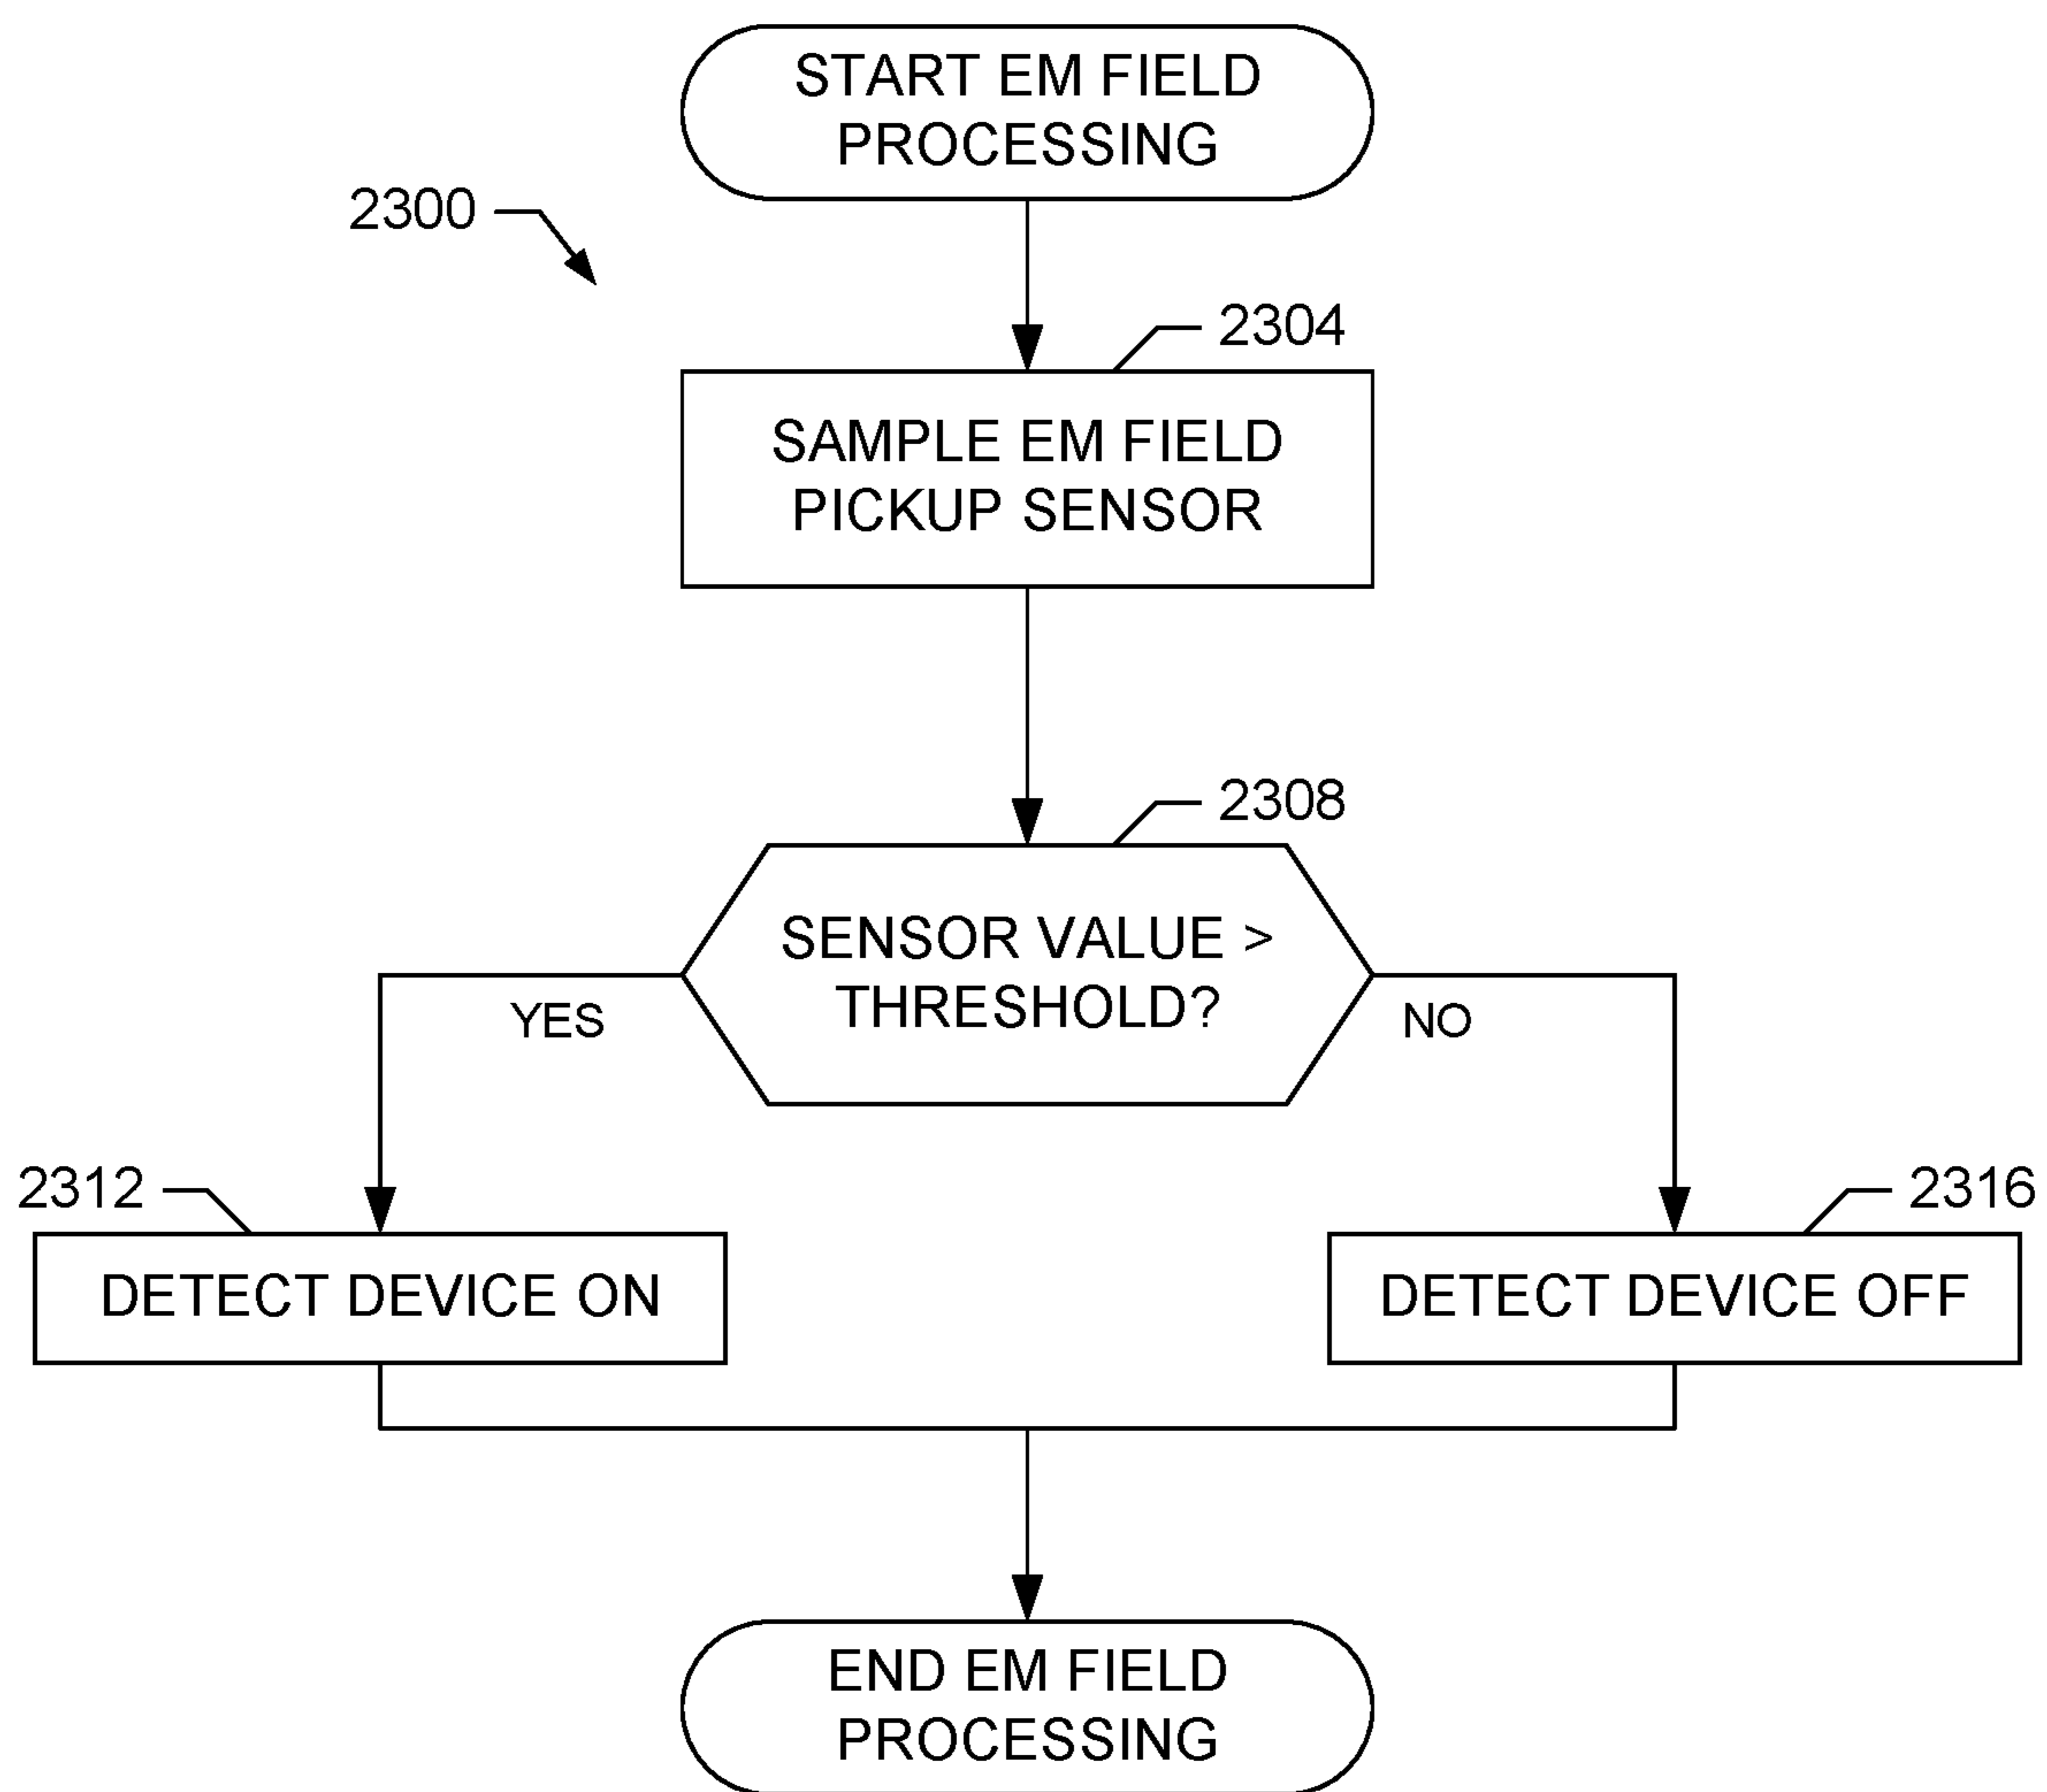 START EM FIELD
PROCESSING
2300
2304
SAMPLE EM FIELD
PICKUP SENSOR
2308
SENSOR VALUE >
THRESHOLD?
YES
NO
2312
2316
DETECT DEVICE ON
DETECT DEVICE OFF
END EM FIELD
PROCESSING